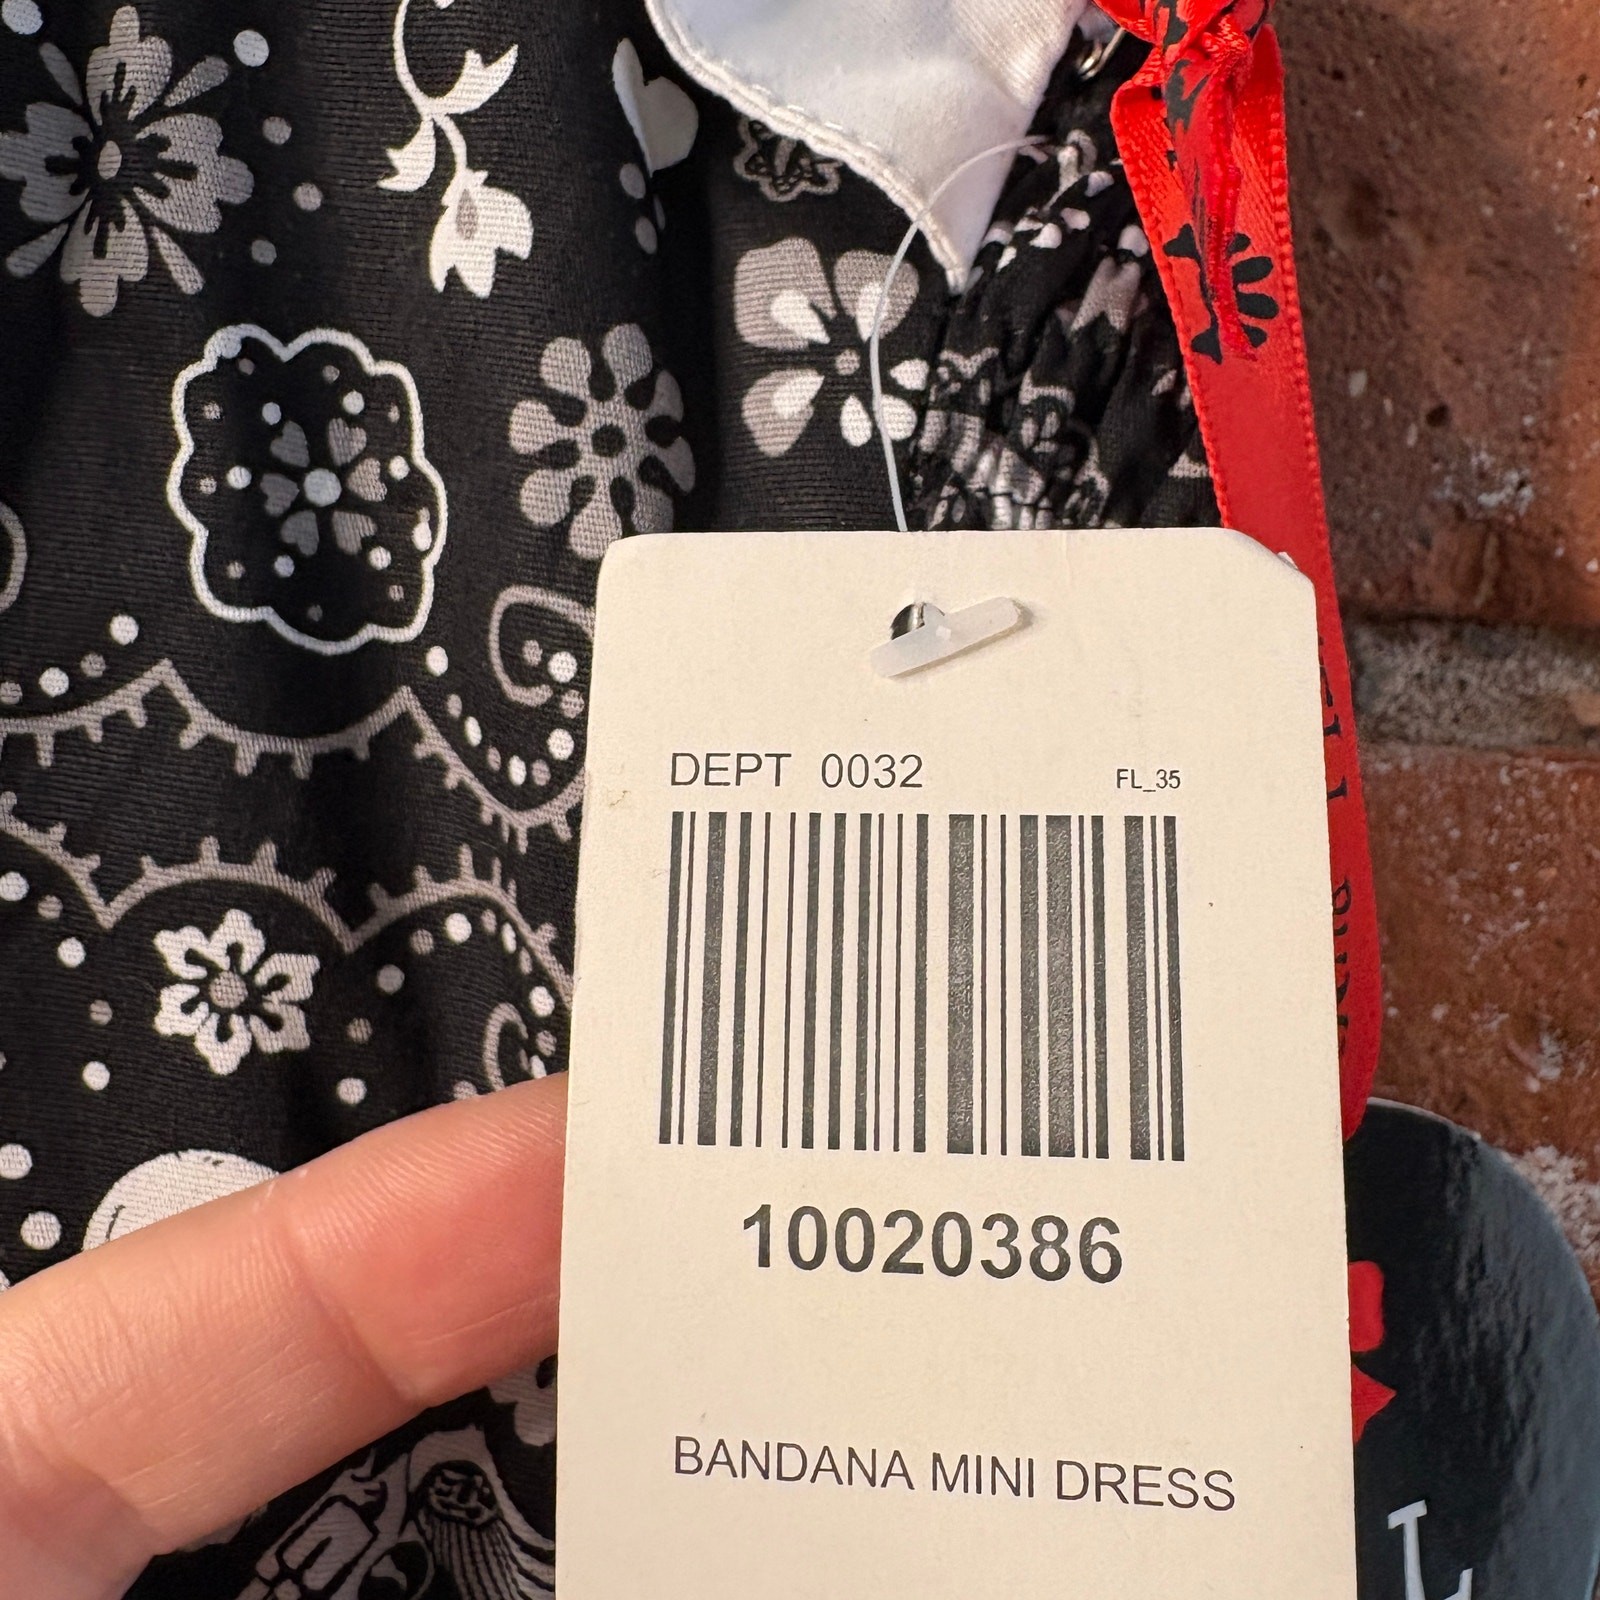 DEPT 0032 FL_35
10020386
BANDANA MINI DRESS
L